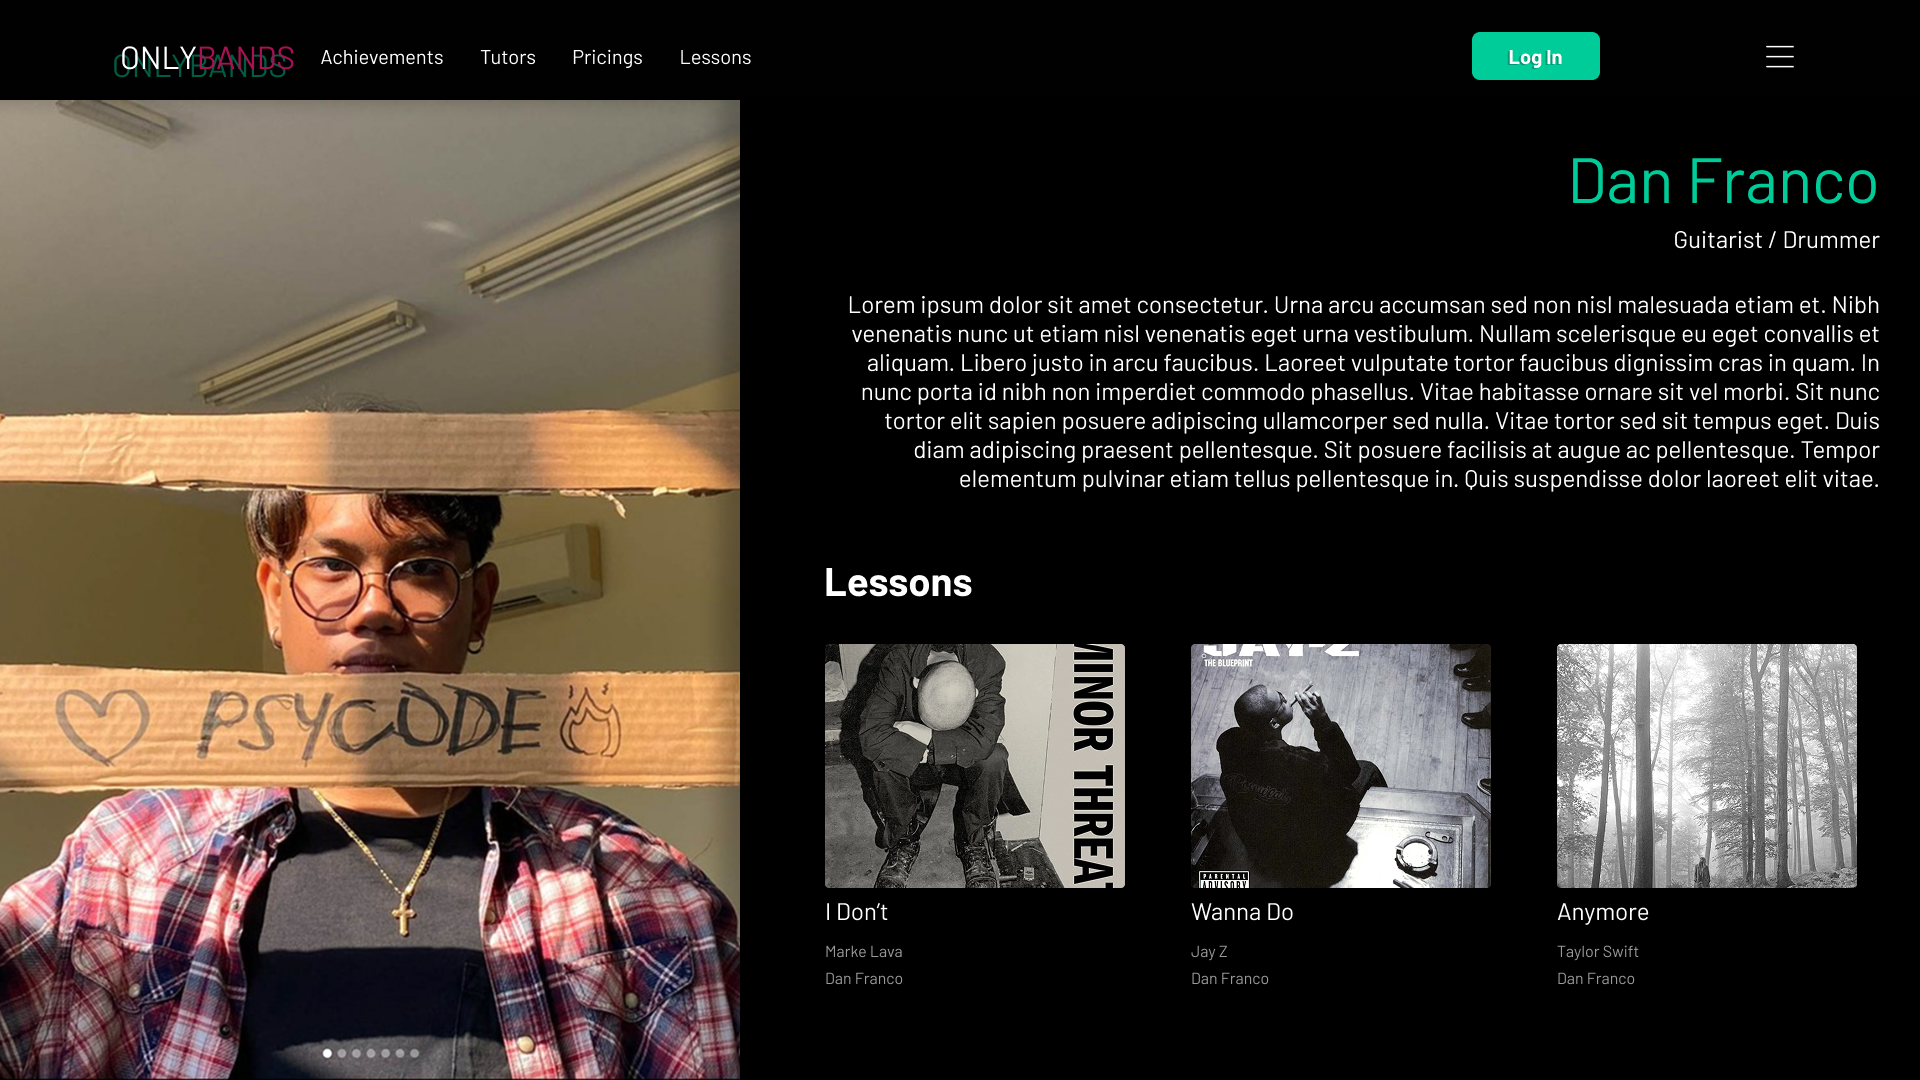 ONLYBANDS
Achievements
Tutors
Pricings
Lessons
Log In
Dan Franco
Guitarist / Drummer
Lorem ipsum dolor sit amet consectetur. Urna arcu accumsan sed non nisl malesuada etiam et. Nibh
venenatis nunc ut etiam nisl venenatis eget urna vestibulum. Nullam scelerisque eu eget convallis et
aliquam. Libero justo in arcu faucibus. Laoreet vulputate tortor faucibus dignissim cras in quam. In
nunc porta id nibh non imperdiet commodo phasellus. Vitae habitasse ornare sit vel morbi. Sit nunc
tortor elit sapien posuere adipiscing ullamcorper sed nulla. Vitae tortor sed sit tempus eget. Duis
diam adipiscing praesent pellentesque. Sit posuere facilisis at augue ac pellentesque. Tempor
elementum pulvinar etiam tellus pellentesque in. Quis suspendisse dolor laoreet elit vitae.
PSYCODE
Lessons
MINOR THREAT
JAY-Z
THE BLUEPRINT
PARENTAL
ADVISORY
I Don’t
Marke Lava
Dan Franco
Wanna Do
Jay Z
Dan Franco
Anymore
Taylor Swift
Dan Franco